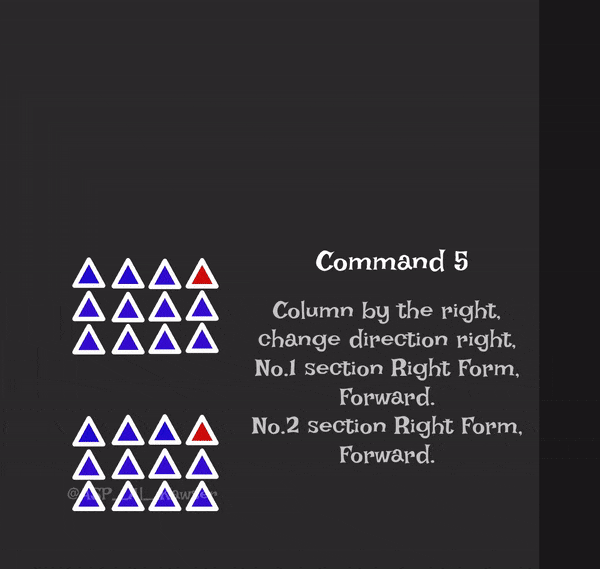 Command 5
Column by the right,
change direction right,
No.1 section Right Form,
Forward.
No.2 section Right Form,
Forward.